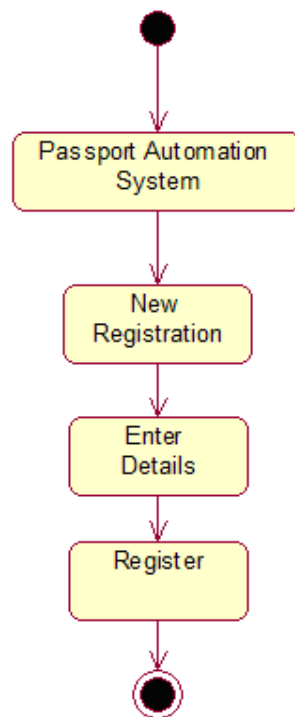 Passport Automation
System
New
Registration
Enter
Details
Register